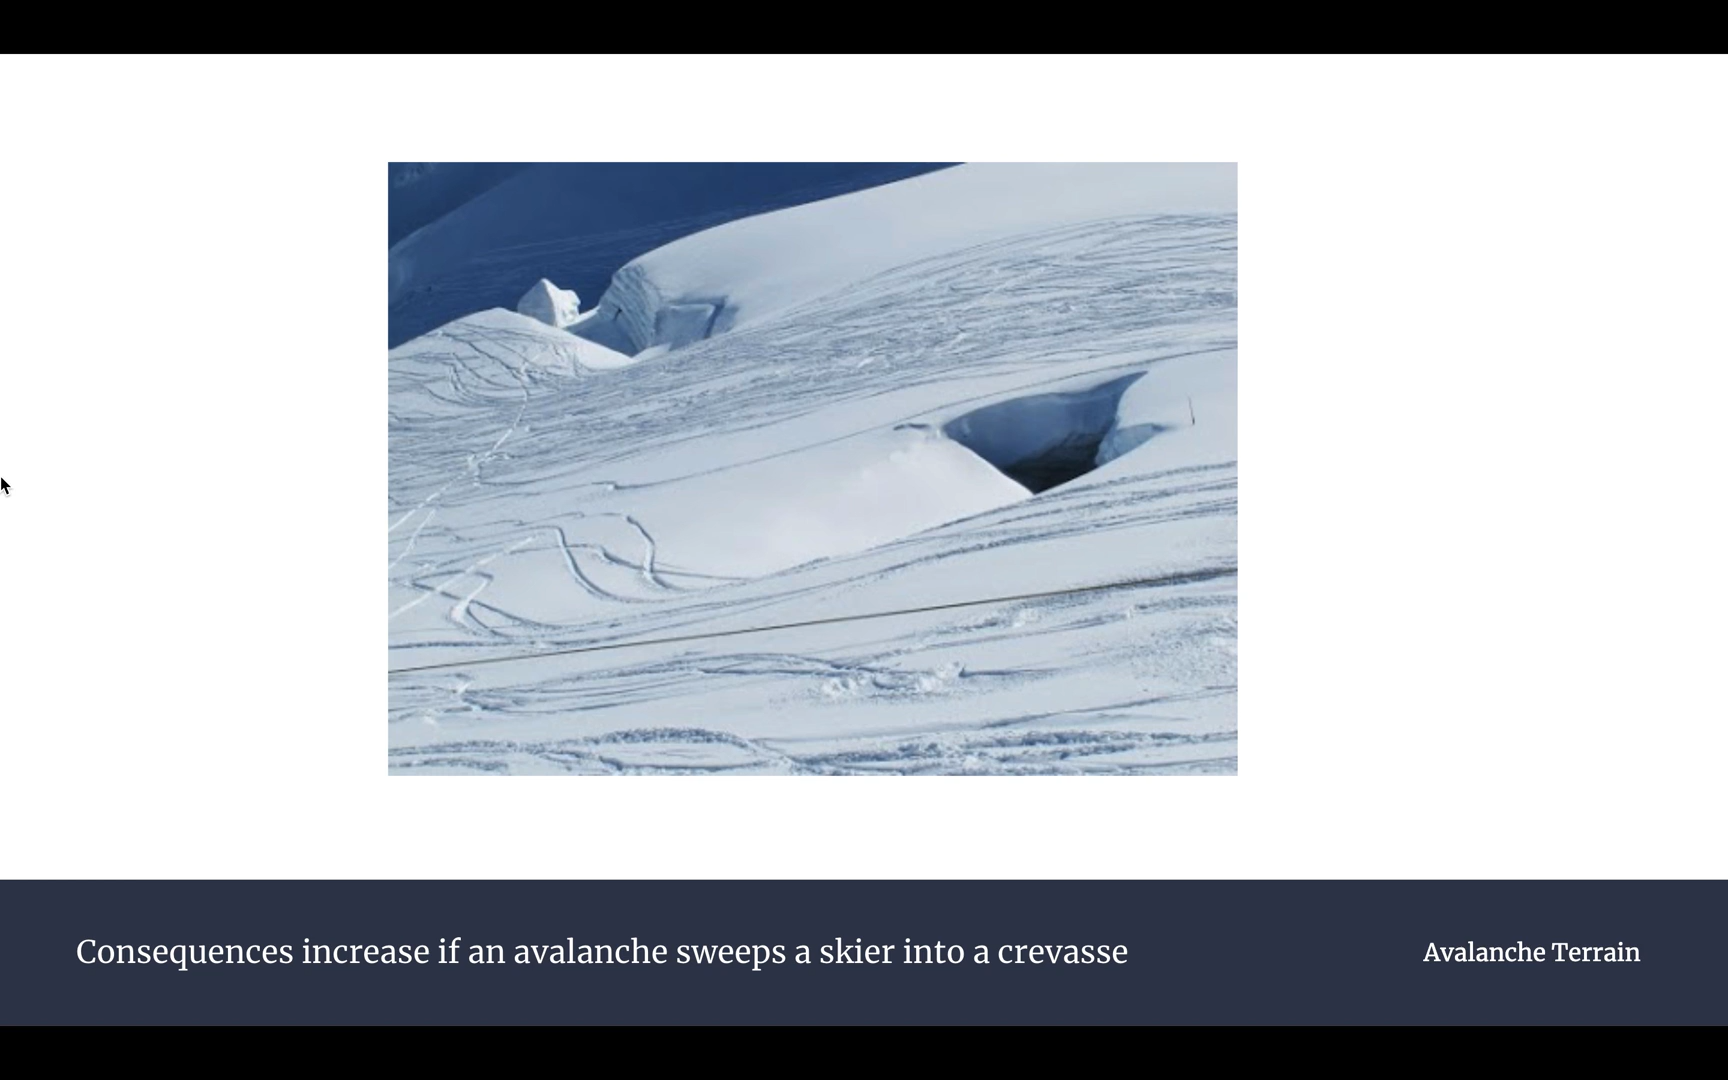 Consequences increase if an avalanche sweeps a skier into a crevasse
Avalanche Terrain